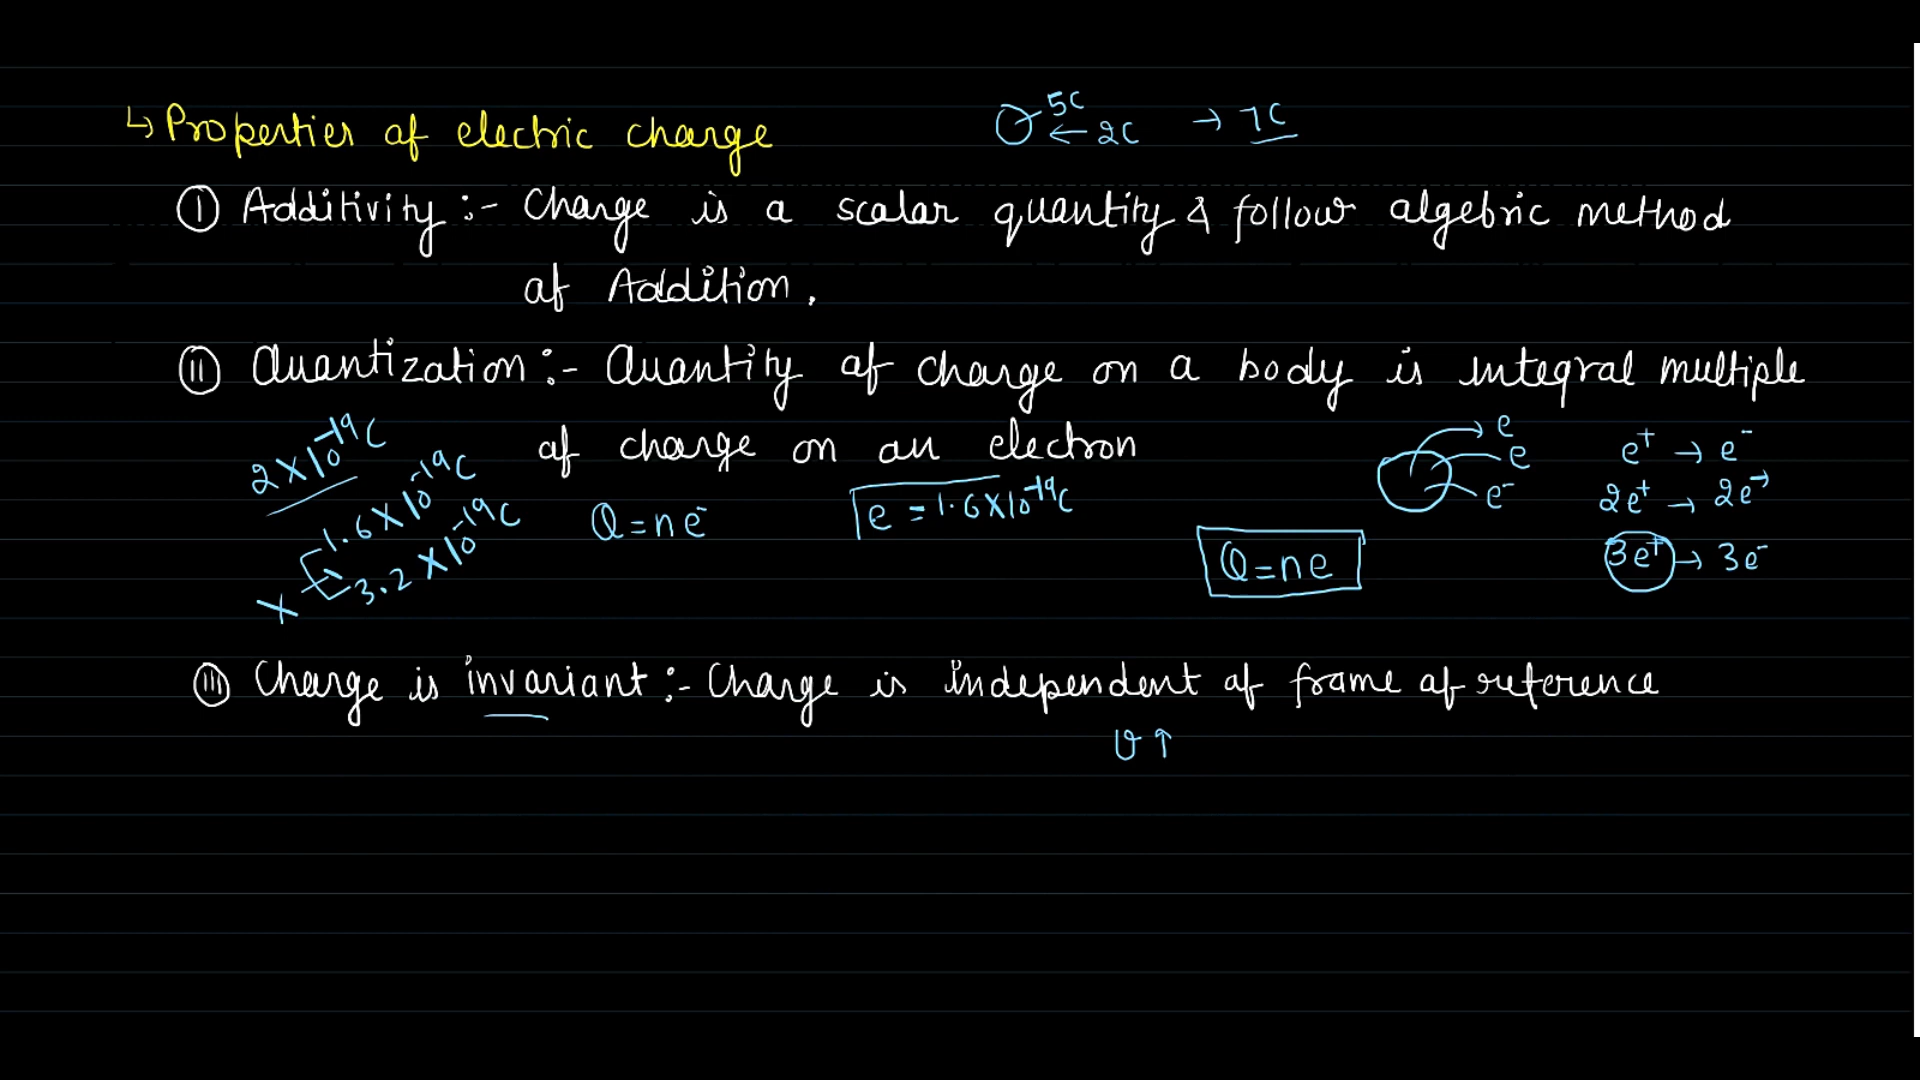 ↳ Properties of electric charge
5C
← 2C → 7C
(i) Additivity :- Charge is a scalar quantity & follow algebric method
of Addition.
(ii) Quantization :- Quantity of charge on a body is integral multiple
of charge on an electron
2×10⁻¹⁹C
1.6×10⁻¹⁹C
x 3.2×10⁻¹⁹C
Q = ne⁻
e = 1.6×10⁻¹⁹C
Q = ne
e
e
e⁻
e⁺ → e⁻
2e⁺ → 2e⁻
3e⁺ → 3e⁻
(iii) Charge is invariant :- Charge is independent of frame of reference
v↑